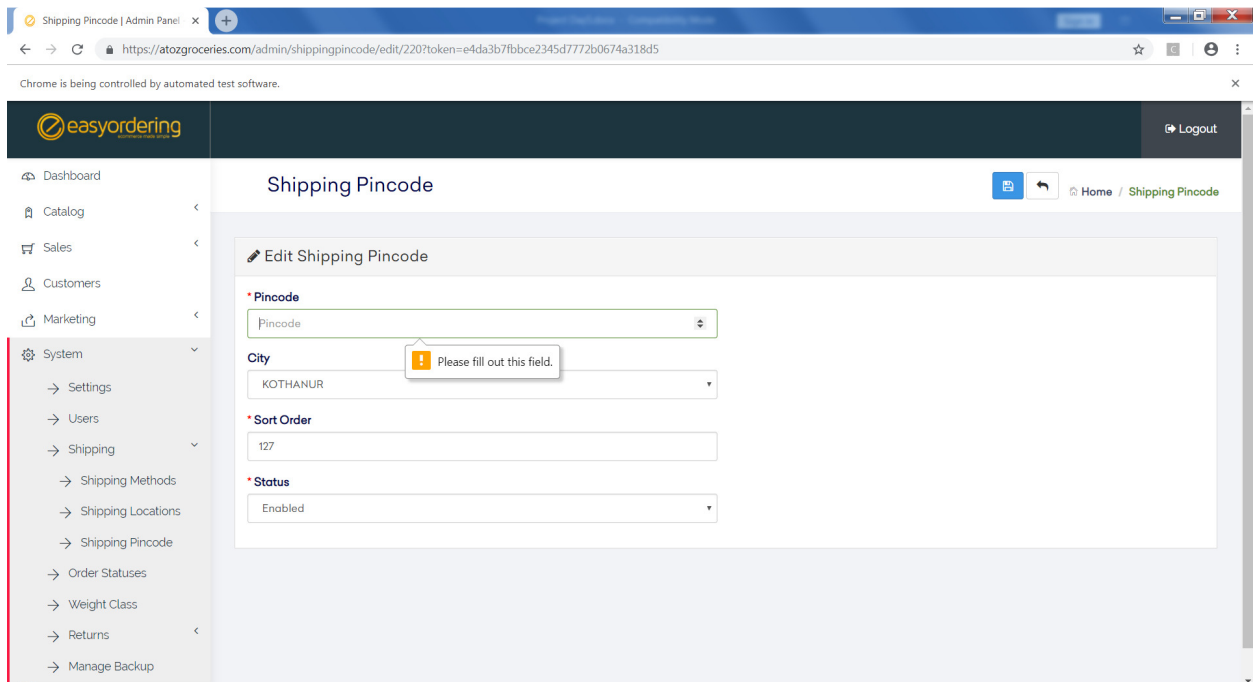 Shipping Pincode | Admin Panel
https://atozgroceries.com/admin/shippingpincode/edit/220?token=e4da3b7fbbce2345d7772b0674a318d5
Chrome is being controlled by automated test software.
easyordering
ecommerce made simple
Logout
Dashboard
Catalog
Sales
Customers
Marketing
System
Settings
Users
Shipping
Shipping Methods
Shipping Locations
Shipping Pincode
Order Statuses
Weight Class
Returns
Manage Backup
Shipping Pincode
Home / Shipping Pincode
Edit Shipping Pincode
* Pincode
Pincode
Please fill out this field.
City
KOTHANUR
* Sort Order
127
* Status
Enabled